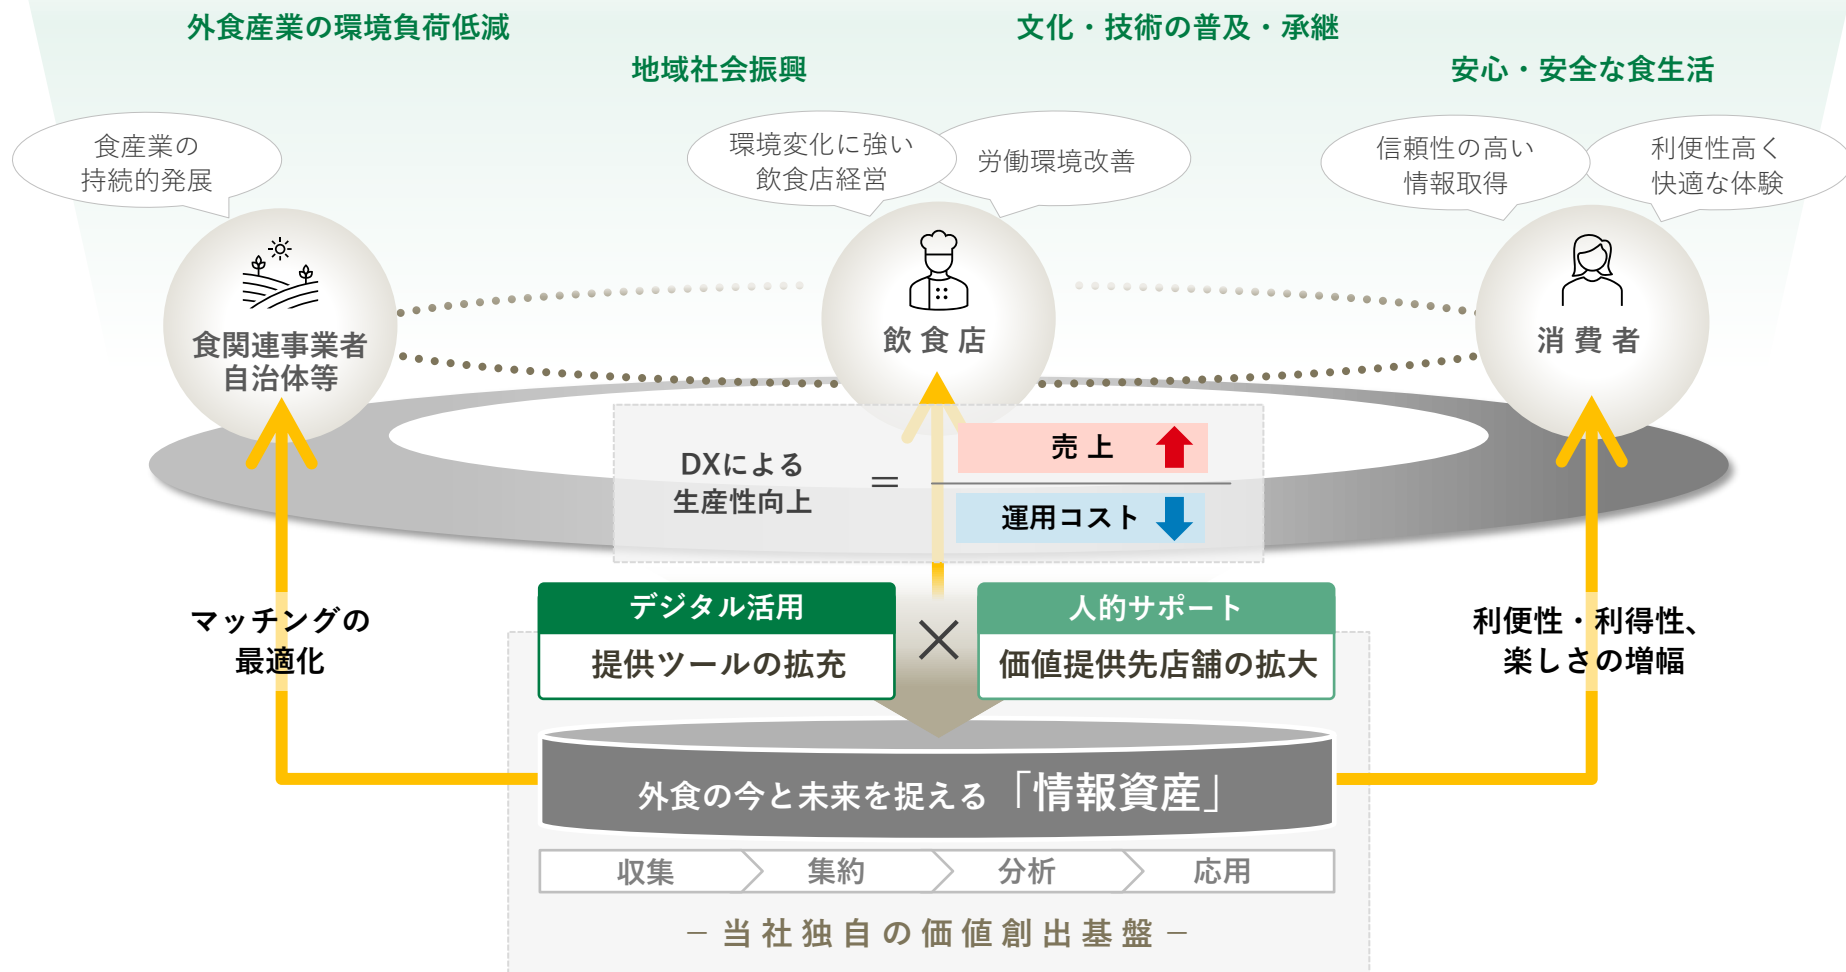 外食産業の環境負荷低減
文化・技術の普及・承継
地域社会振興
安心・安全な食生活
食産業の
持続的発展
環境変化に強い
飲食店経営
労働環境改善
信頼性の高い
情報取得
利便性高く
快適な体験
食関連事業者
自治体等
飲食店
消費者
DXによる
生産性向上
＝
売上
運用コスト
マッチングの
最適化
デジタル活用
提供ツールの拡充
×
人的サポート
価値提供先店舗の拡大
利便性・利得性、
楽しさの増幅
外食の今と未来を捉える「情報資産」
収集
集約
分析
応用
－当社独自の価値創出基盤－